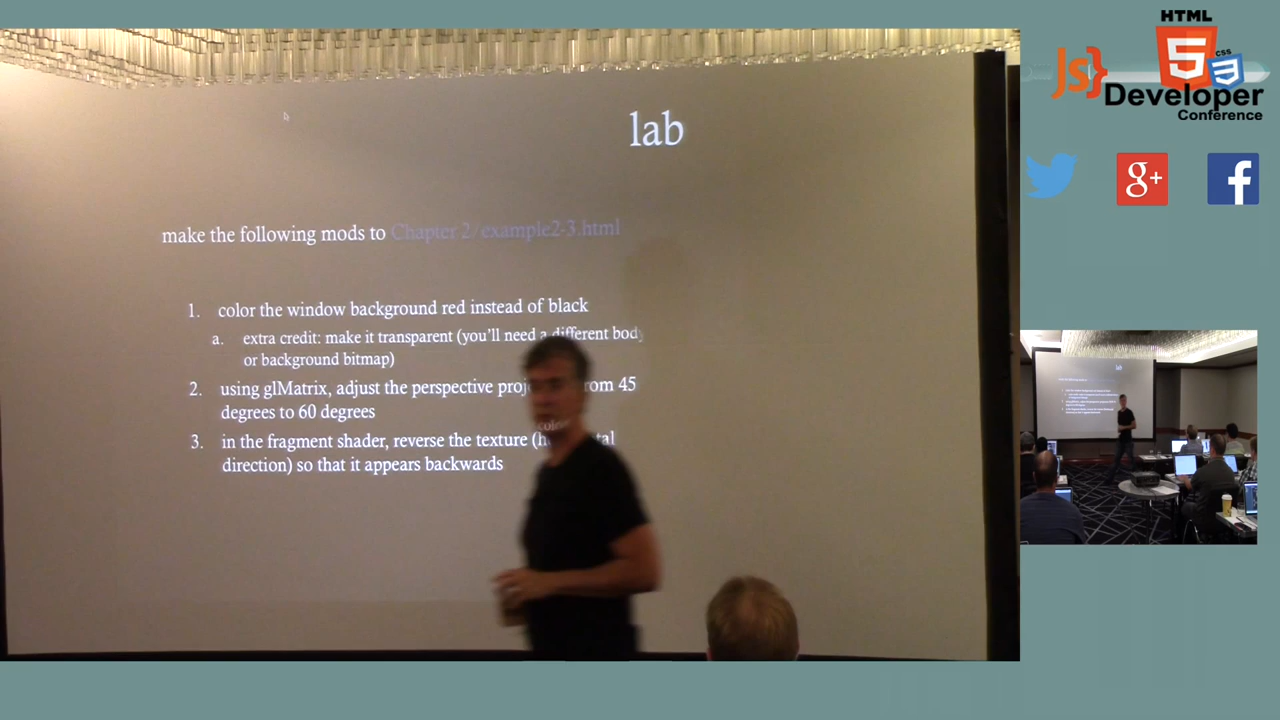 lab
make the following mods to Chapter 2/example2-3.html
1. color the window background red instead of black
a. extra credit: make it transparent (you'll need a different body
or background bitmap)
2. using glMatrix, adjust the perspective from 45
degrees to 60 degrees
3. in the fragment shader, reverse the texture
direction) so that it appears backwards
HTML
JS} 5 CSS 3
Developer
Conference
g+ f